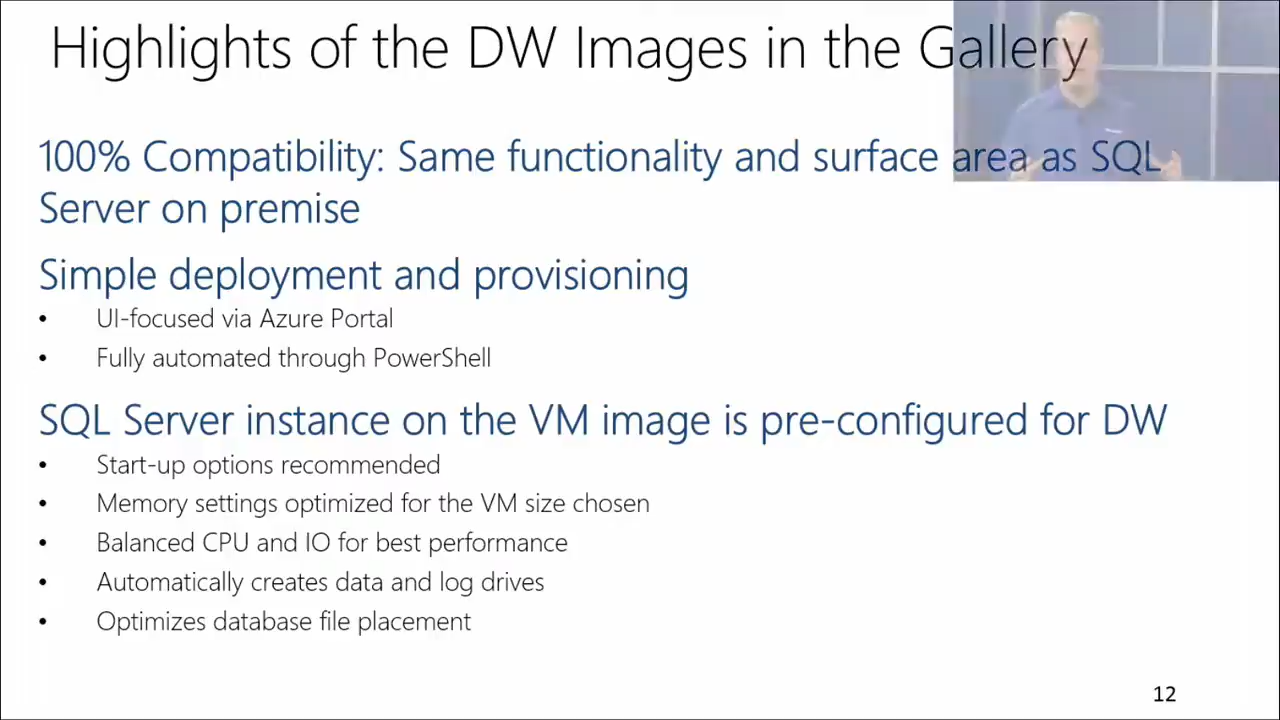 Highlights of the DW Images in the Gallery
100% Compatibility: Same functionality and surface area as SQL
Server on premise
Simple deployment and provisioning
• UI-focused via Azure Portal
• Fully automated through PowerShell
SQL Server instance on the VM image is pre-configured for DW
• Start-up options recommended
• Memory settings optimized for the VM size chosen
• Balanced CPU and IO for best performance
• Automatically creates data and log drives
• Optimizes database file placement
12